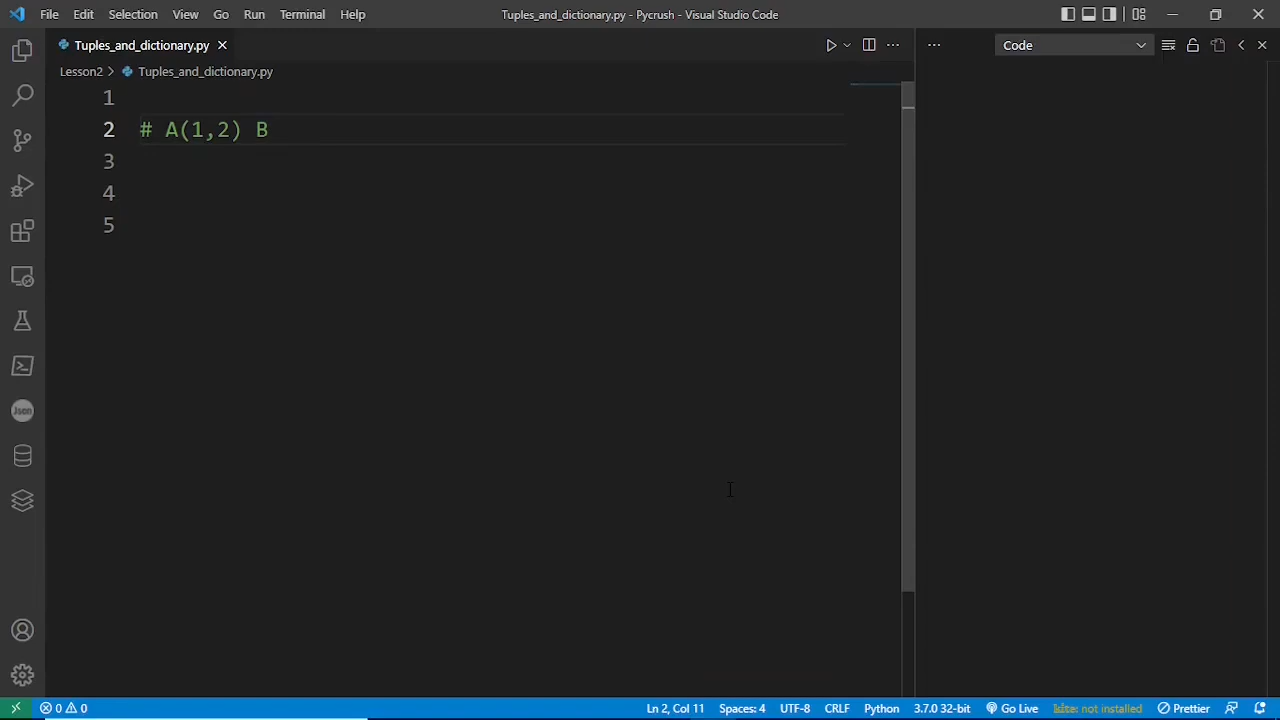 File Edit Selection View Go Run Terminal Help Tuples_and_dictionary.py - Pycrush - Visual Studio Code
Tuples_and_dictionary.py
Code
Lesson2 > Tuples_and_dictionary.py
1
2 # A(1,2) B
3
4
5
Json
0 0 Ln 2, Col 11 Spaces: 4 UTF-8 CRLF Python 3.7.0 32-bit Go Live kite: not installed Prettier